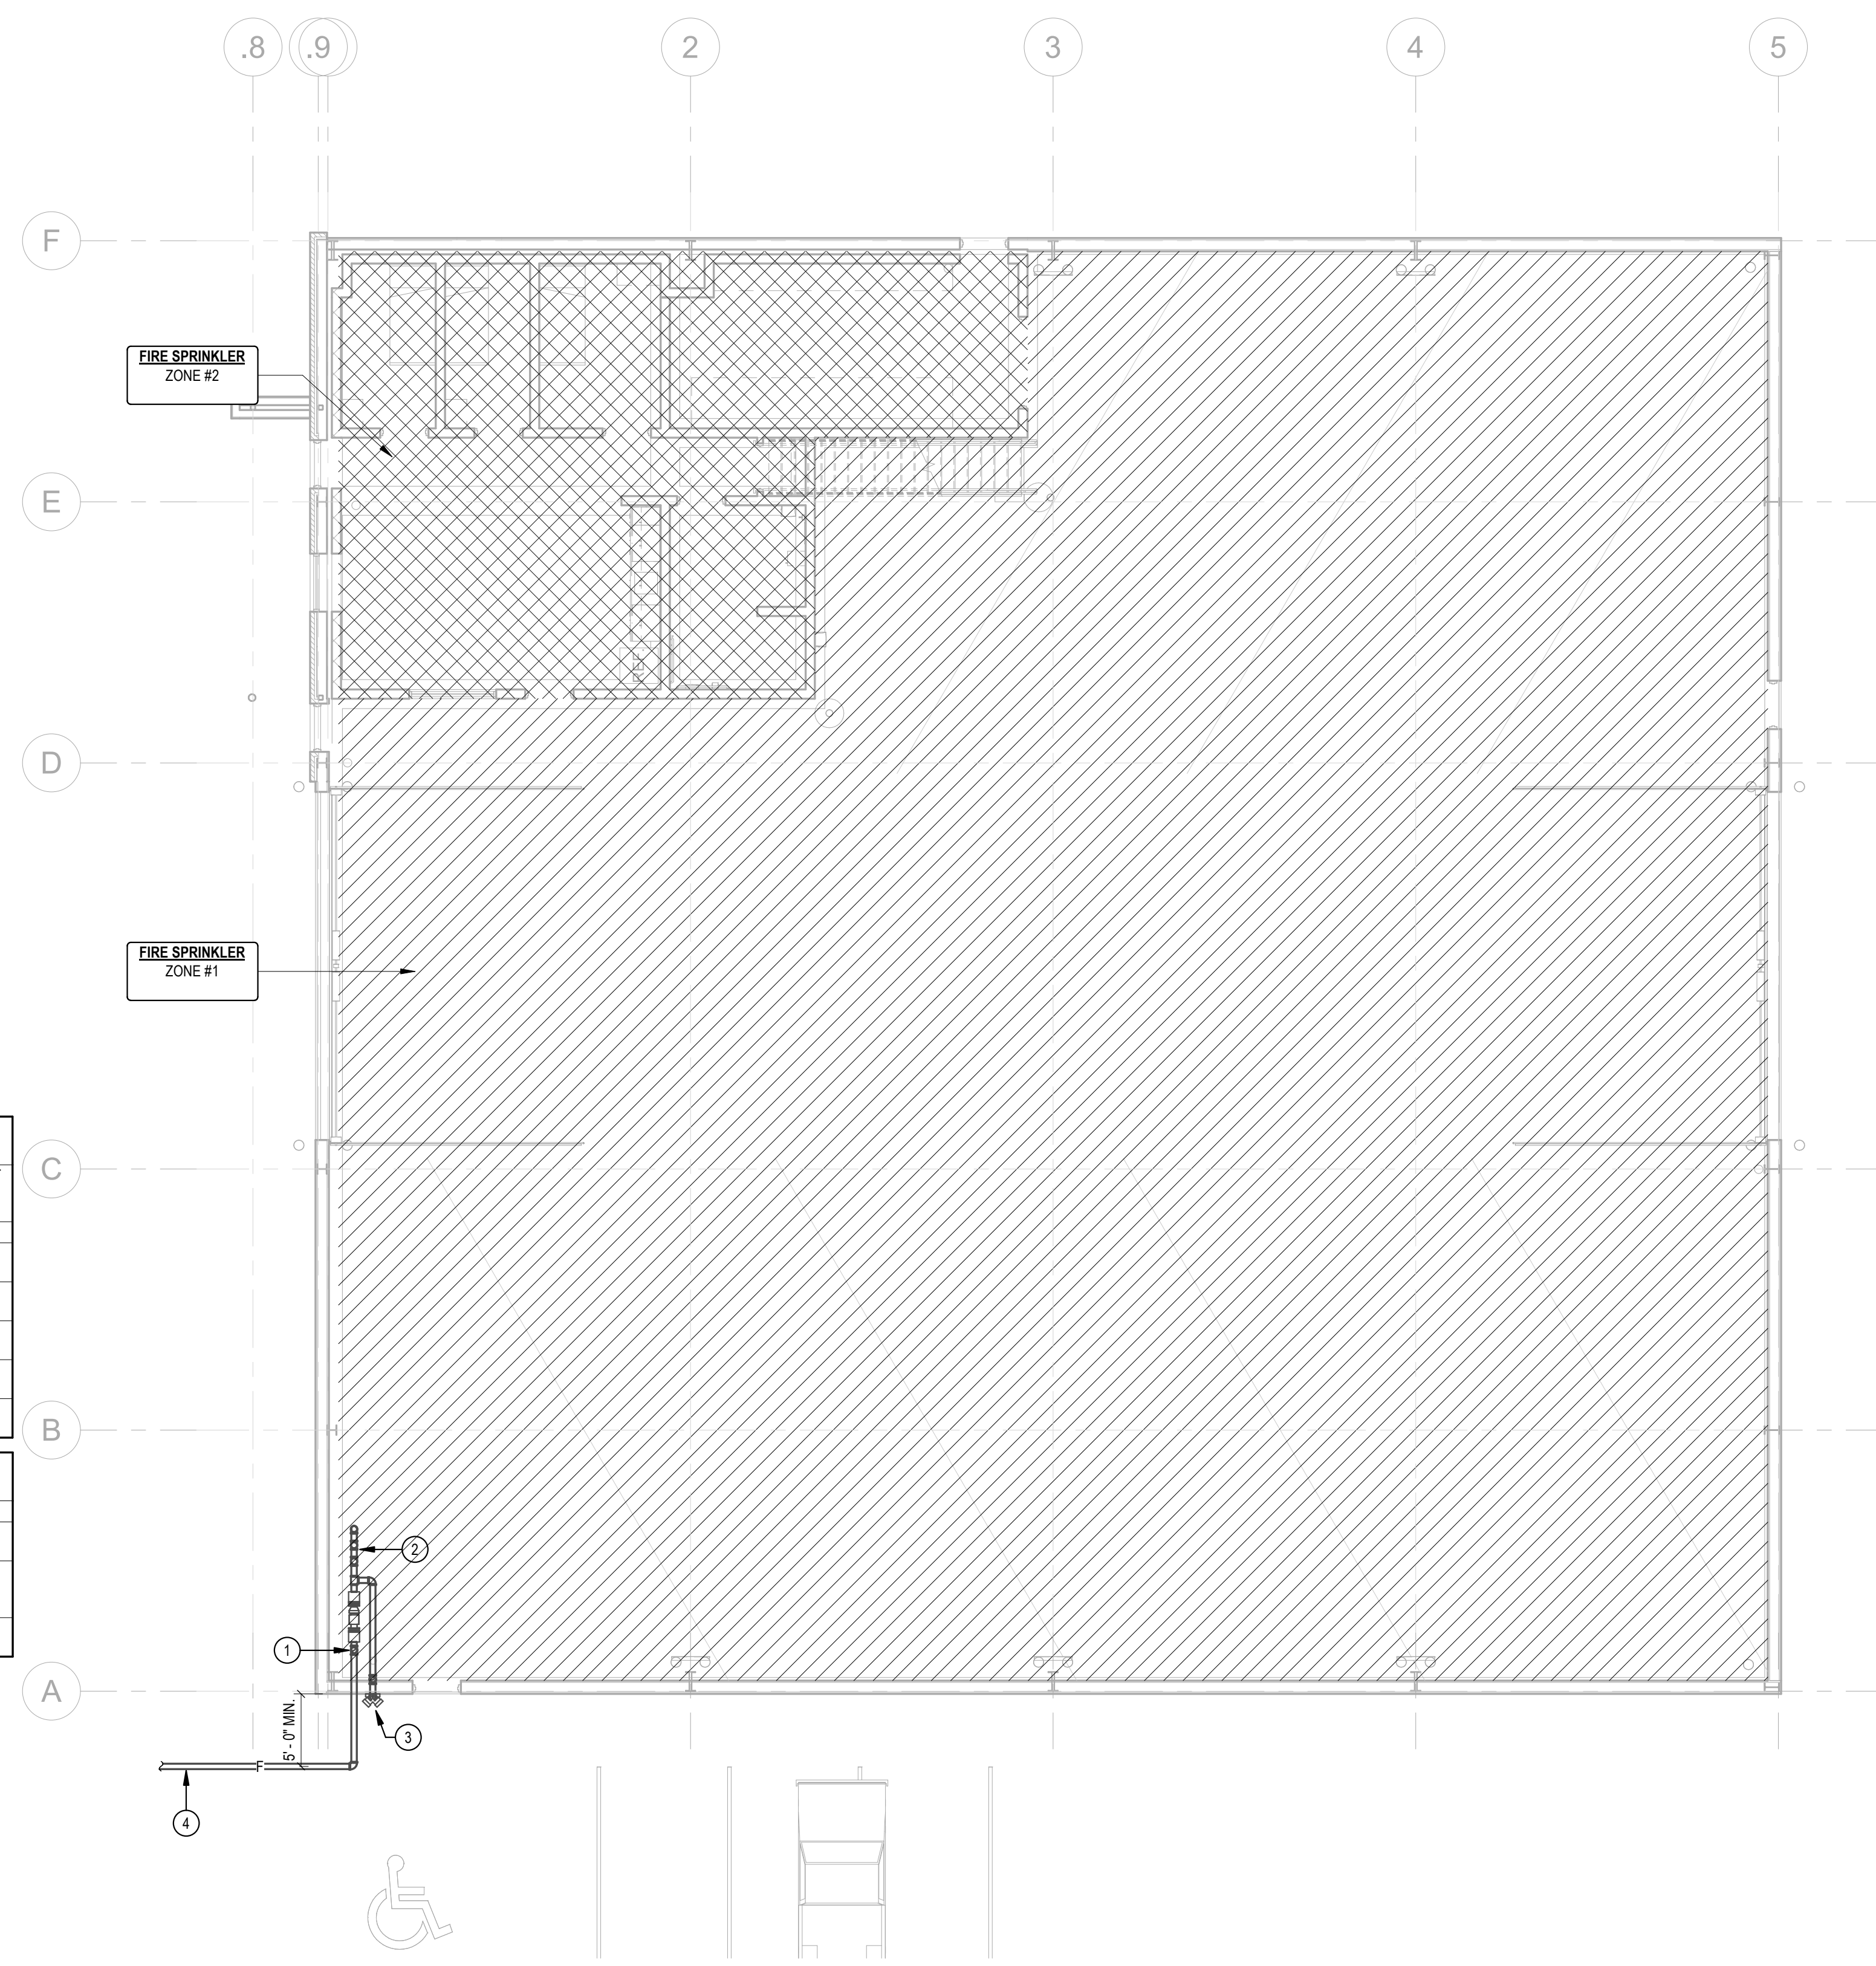 .8
.9
2
3
4
5
F
FIRE SPRINKLER
ZONE #2
E
REF.
D
FIRE SPRINKLER
ZONE #1
C
B
2
1
A
5' - 0" MIN.
3
F
4